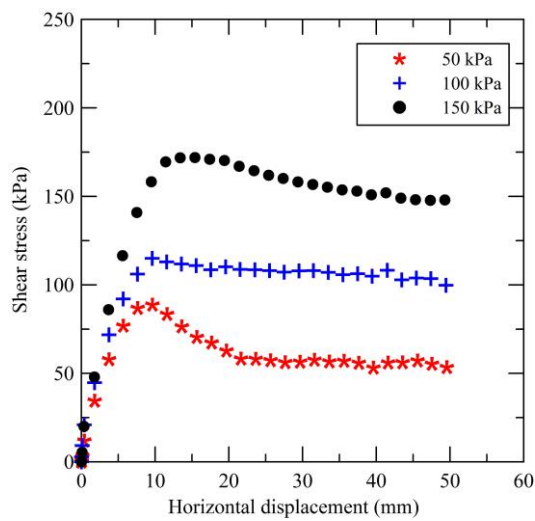 250
200
150
100
50
0
Shear stress (kPa)
50 kPa
100 kPa
150 kPa
0 10 20 30 40 50 60
Horizontal displacement (mm)